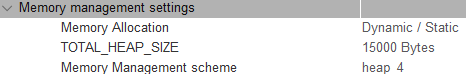 Memory management settings
Memory Allocation Dynamic / Static
TOTAL_HEAP_SIZE 15000 Bytes
Memory Management scheme heap_4